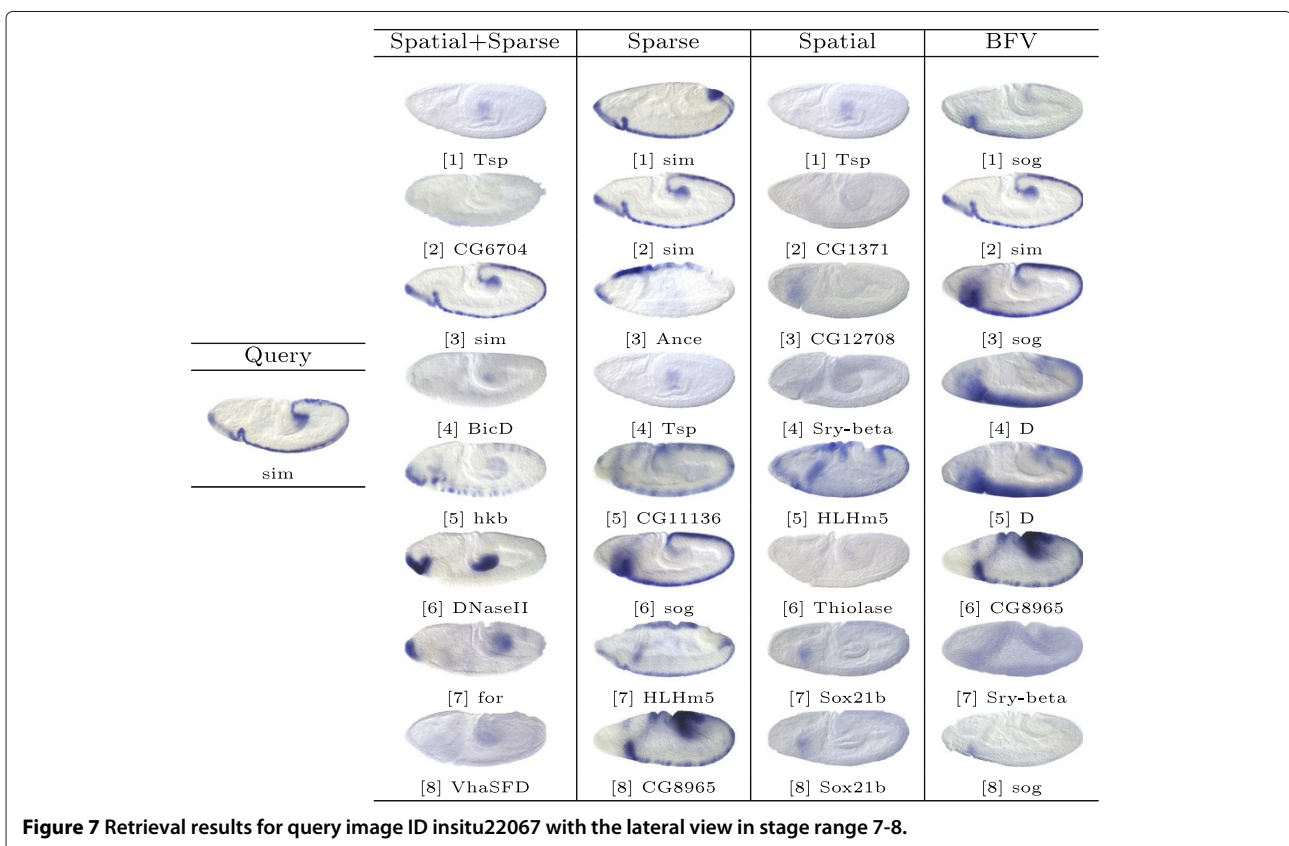 Spatial+Sparse Sparse Spatial BFV
[1] Tsp [1] sim [1] Tsp [1] sog
[2] CG6704 [2] sim [2] CG1371 [2] sim
[3] sim [3] Ance [3] CG12708 [3] sog
Query
[4] BicD [4] Tsp [4] Sry-beta [4] D
sim
[5] hkb [5] CG11136 [5] HLHm5 [5] D
[6] DNaseII [6] sog [6] Thiolase [6] CG8965
[7] for [7] HLHm5 [7] Sox21b [7] Sry-beta
[8] VhaSFD [8] CG8965 [8] Sox21b [8] sog
Figure 7 Retrieval results for query image ID insitu22067 with the lateral view in stage range 7-8.